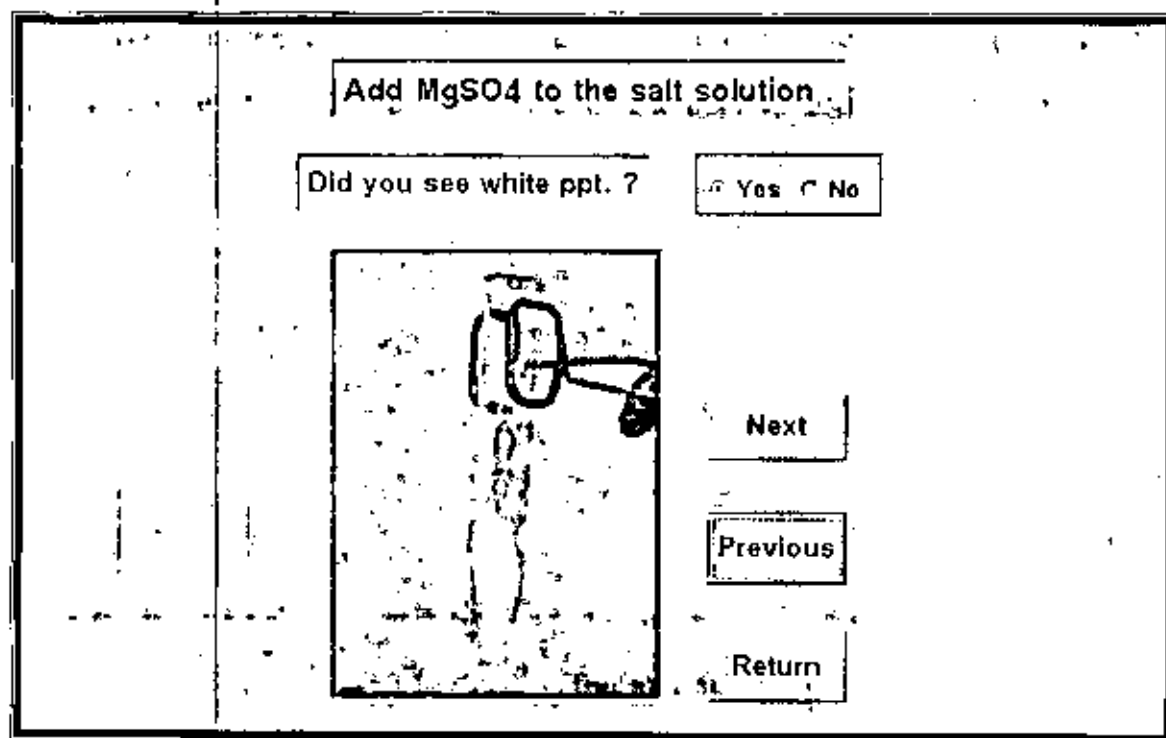 Add MgSO4 to the salt solution
Did you see white ppt. ?
Yes No
Next
Previous
Return